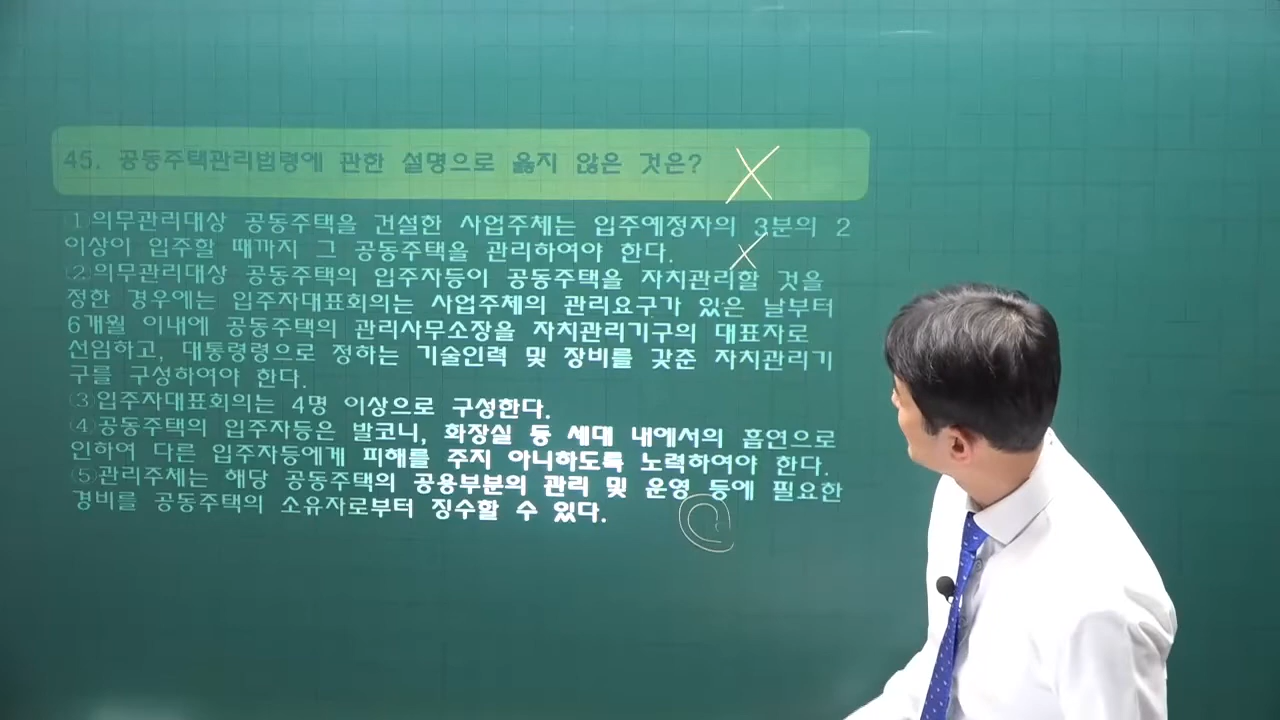 45. 공동주택관리법령에 관한 설명으로 옳지 않은 것은?
①의무관리대상 공동주택을 건설한 사업주체는 입주예정자의 3분의 2
이상이 입주할 때까지 그 공동주택을 관리하여야 한다.
②의무관리대상 공동주택의 입주자등이 공동주택을 자치관리할 것을
정한 경우에는 입주자대표회의는 사업주체의 관리요구가 있은 날부터
6개월 이내에 공동주택의 관리사무소장을 자치관리기구의 대표자로
선임하고, 대통령령으로 정하는 기술인력 및 장비를 갖춘 자치관리기
구를 구성하여야 한다.
③입주자대표회의는 4명 이상으로 구성한다.
④공동주택의 입주자등은 발코니, 화장실 등 세대 내에서의 흡연으로
인하여 다른 입주자등에게 피해를 주지 아니하도록 노력하여야 한다.
⑤관리주체는 해당 공동주택의 공용부분의 관리 및 운영 등에 필요한
경비를 공동주택의 소유자로부터 징수할 수 있다.